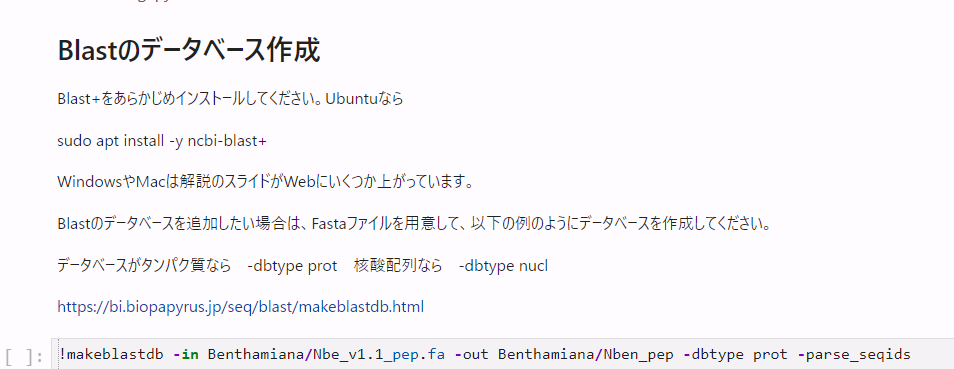 Blastのデータベース作成
Blast+をあらかじめインストールしてください。Ubuntuなら
sudo apt install -y ncbi-blast+
WindowsやMacは解説のスライドがWebにいくつか上がっています。
Blastのデータベースを追加したい場合は、Fastaファイルを用意して、以下の例のようにデータベースを作成してください。
データベースがタンパク質なら　-dbtype prot　核酸配列なら　-dbtype nucl
https://bi.biopapyrus.jp/seq/blast/makeblastdb.html
[ ]: !makeblastdb -in Benthamiana/Nbe_v1.1_pep.fa -out Benthamiana/Nben_pep -dbtype prot -parse_seqids